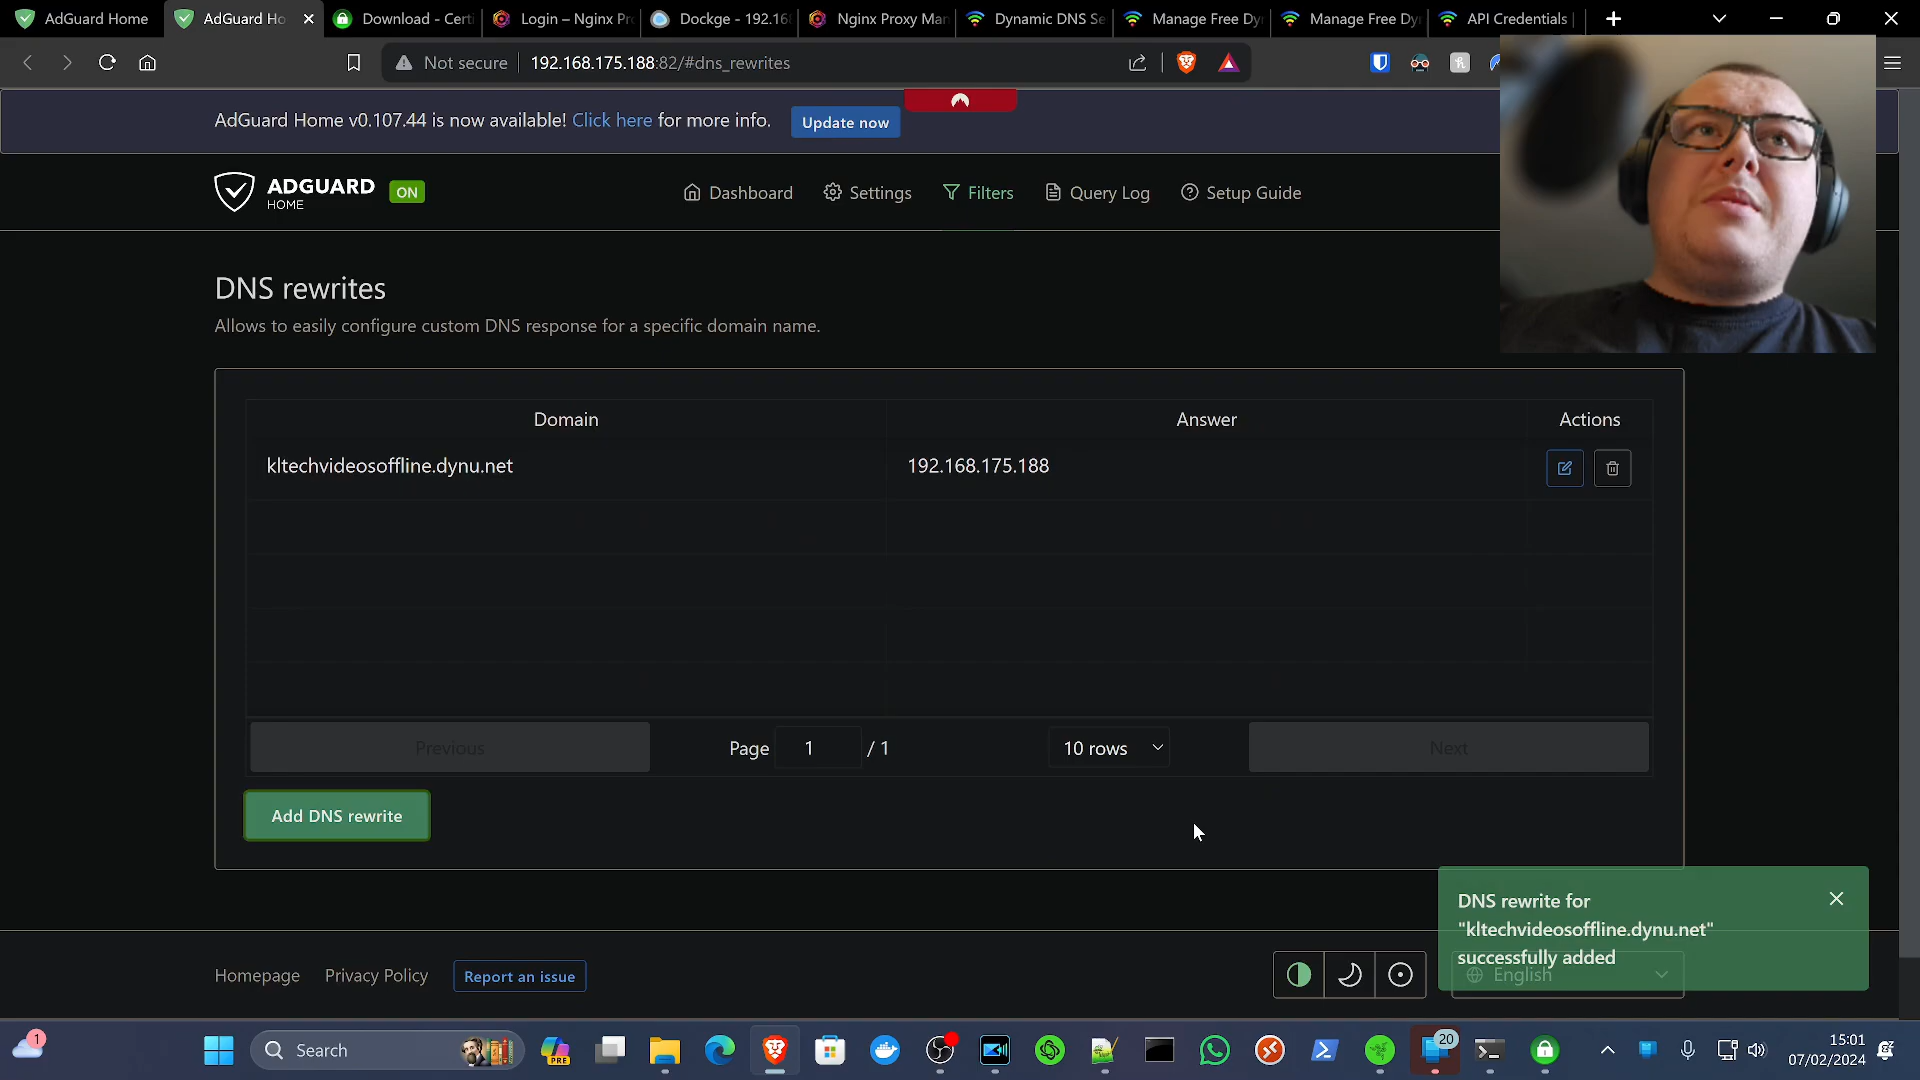 AdGuard Home
AdGuard Ho
Download - Certi
Login – Nginx Pr
Dockge - 192.168
Nginx Proxy Man
Dynamic DNS Se
Manage Free Dy
Manage Free Dy
API Credentials
Not secure
192.168.175.188:82/#dns_rewrites
AdGuard Home v0.107.44 is now available! Click here for more info.
Update now
ADGUARD
HOME
ON
Dashboard
Settings
Filters
Query Log
Setup Guide
DNS rewrites
Allows to easily configure custom DNS response for a specific domain name.
Domain
Answer
Actions
kltechvideosoffline.dynu.net
192.168.175.188
Previous
Page 1 / 1
10 rows
Next
Add DNS rewrite
DNS rewrite for
"kltechvideosoffline.dynu.net"
successfully added
Homepage
Privacy Policy
Report an issue
English
1
Search
PRE
20
15:01
07/02/2024